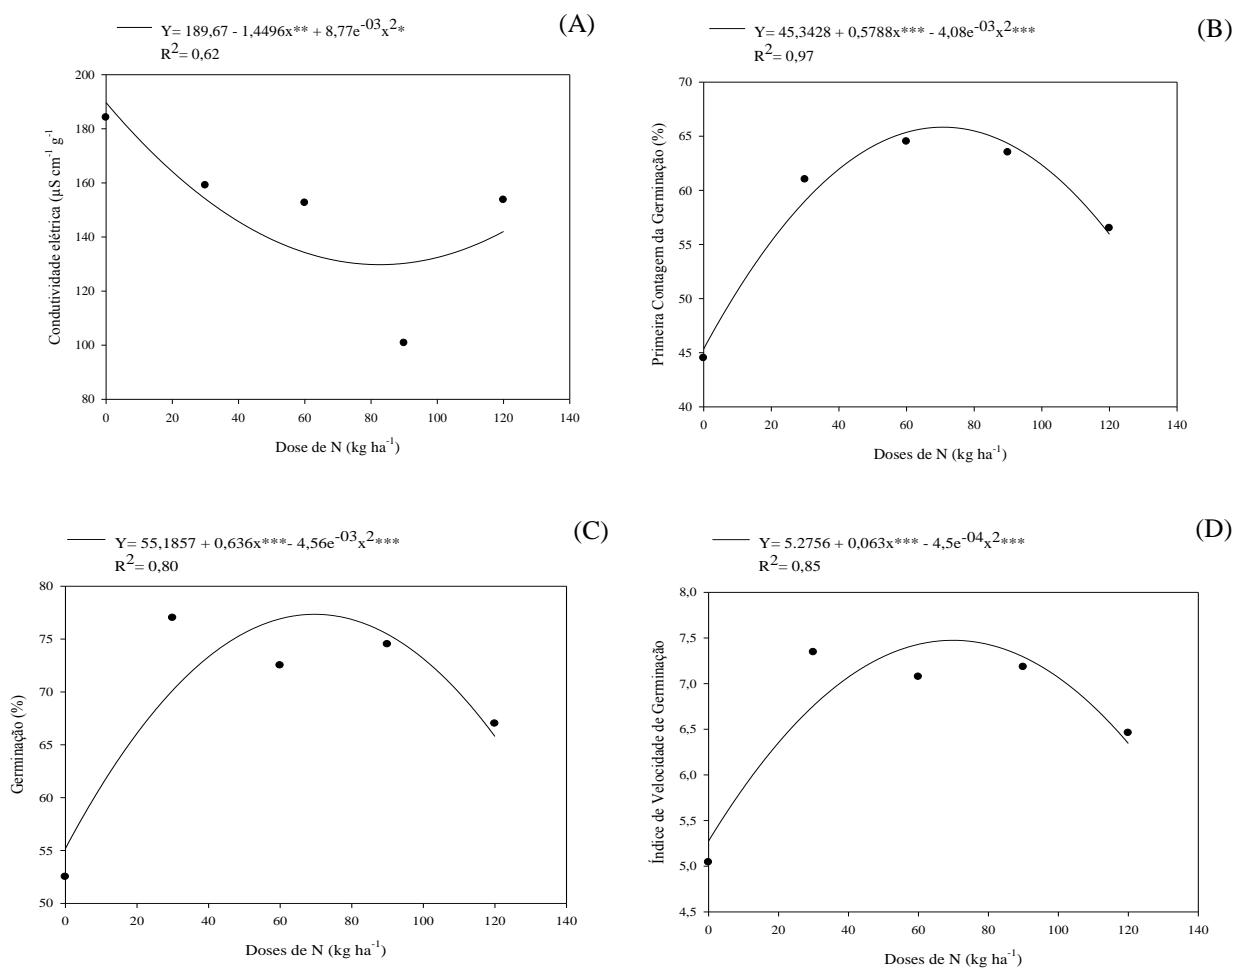 (A)
Y= 189,67 - 1,4496x** + 8,77e-03x2*
R2= 0,62
200
180
160
140
120
100
80
0 20 40 60 80 100 120 140
Condutividade elétrica (µS cm-1 g-1)
Dose de N (kg ha-1)
(B)
Y= 45,3428 + 0,5788x*** - 4,08e-03x2***
R2= 0,97
70
65
60
55
50
45
40
0 20 40 60 80 100 120 140
Primeira Contagem da Germinação (%)
Doses de N (kg ha-1)
(C)
Y= 55,1857 + 0,636x***- 4,56e-03x2***
R2= 0,80
80
75
70
65
60
55
50
0 20 40 60 80 100 120 140
Germinação (%)
Doses de N (kg ha-1)
(D)
Y= 5.2756 + 0,063x*** - 4,5e-04x2***
R2= 0,85
8,0
7,5
7,0
6,5
6,0
5,5
5,0
4,5
0 20 40 60 80 100 120 140
Índice de Velocidade de Germinação
Doses de N (kg ha-1)